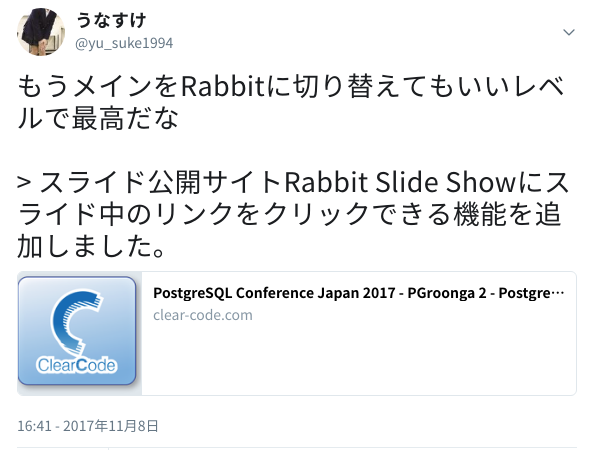 うなすけ
@yu_suke1994
もうメインをRabbitに切り替えてもいいレベ
ルで最高だな
> スライド公開サイトRabbit Slide Showにス
ライド中のリンクをクリックできる機能を追
加しました。
PostgreSQL Conference Japan 2017 - PGroonga 2 - Postgre…
clear-code.com
ClearCode
16:41 - 2017年11月8日